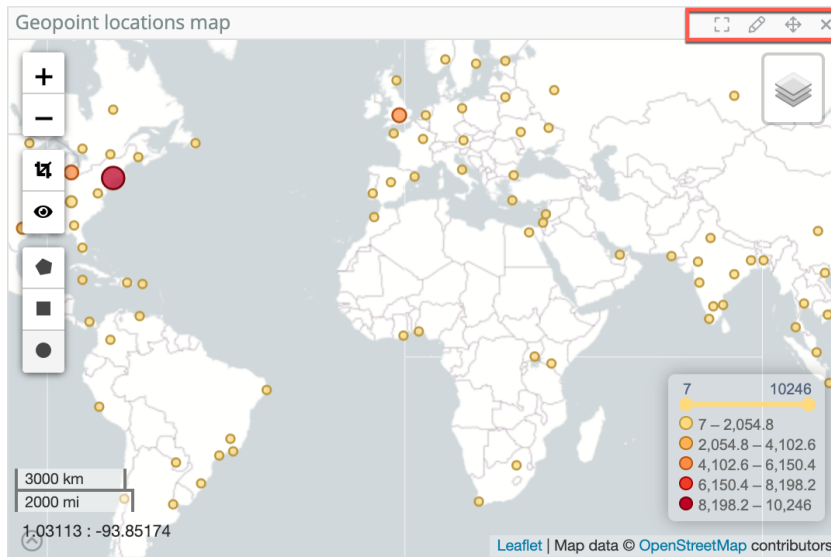 Geopoint locations map
+
−
7 10246
7 – 2,054.8
2,054.8 – 4,102.6
4,102.6 – 6,150.4
6,150.4 – 8,198.2
8,198.2 – 10,246
3000 km
2000 mi
1.03113 : -93.85174
Leaflet | Map data © OpenStreetMap contributors